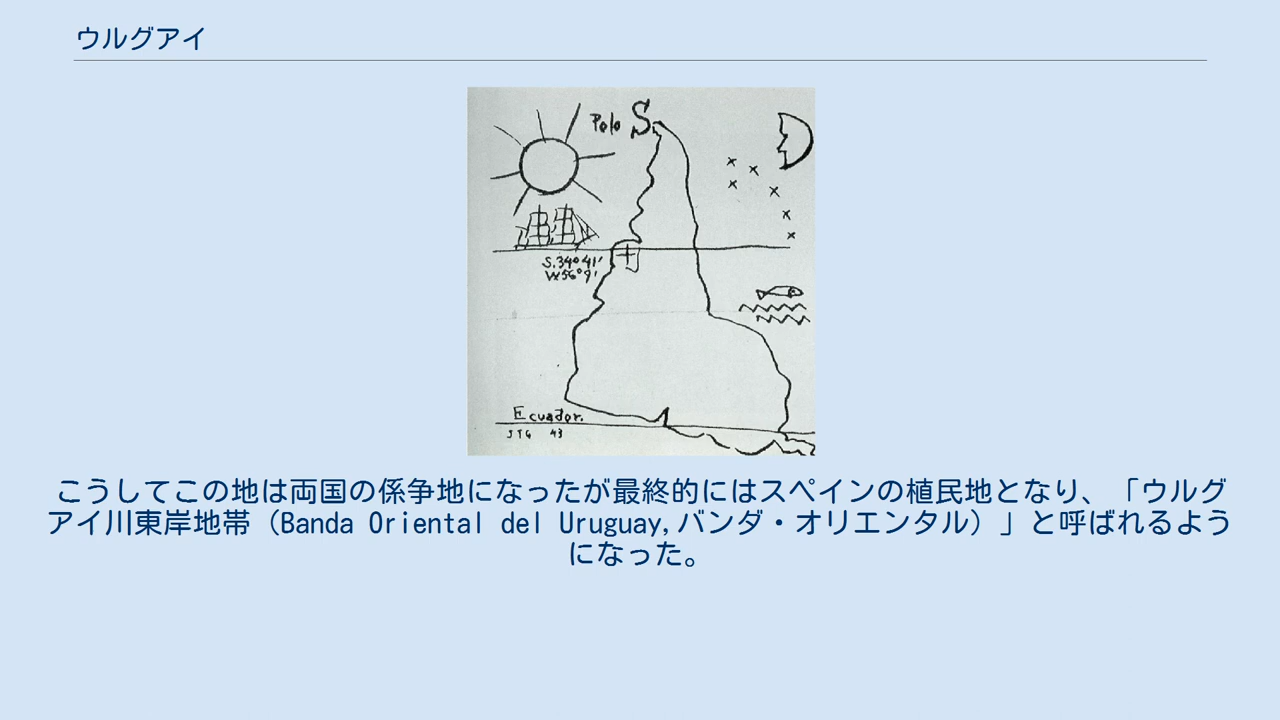 ウルグアイ
Polo S.
S.34º41'
W56º9'
Ecuador.
JTG 43
こうしてこの地は両国の係争地になったが最終的にはスペインの植民地となり、「ウルグ
アイ川東岸地帯（Banda Oriental del Uruguay,バンダ・オリエンタル）」と呼ばれるよう
になった。